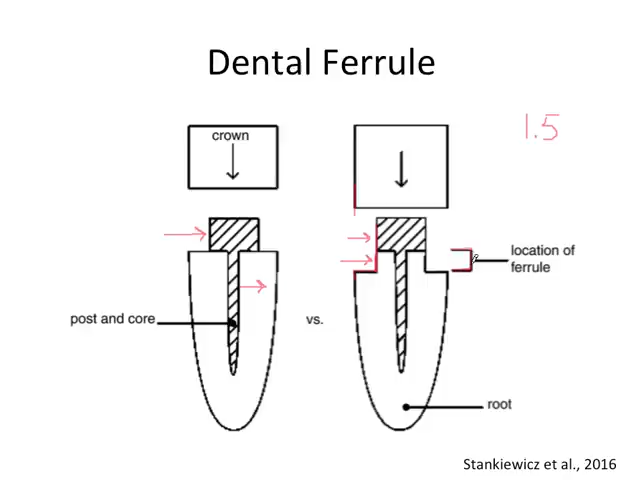 Dental Ferrule
1.5
crown
location of
ferrule
post and core
vs.
root
Stankiewicz et al., 2016